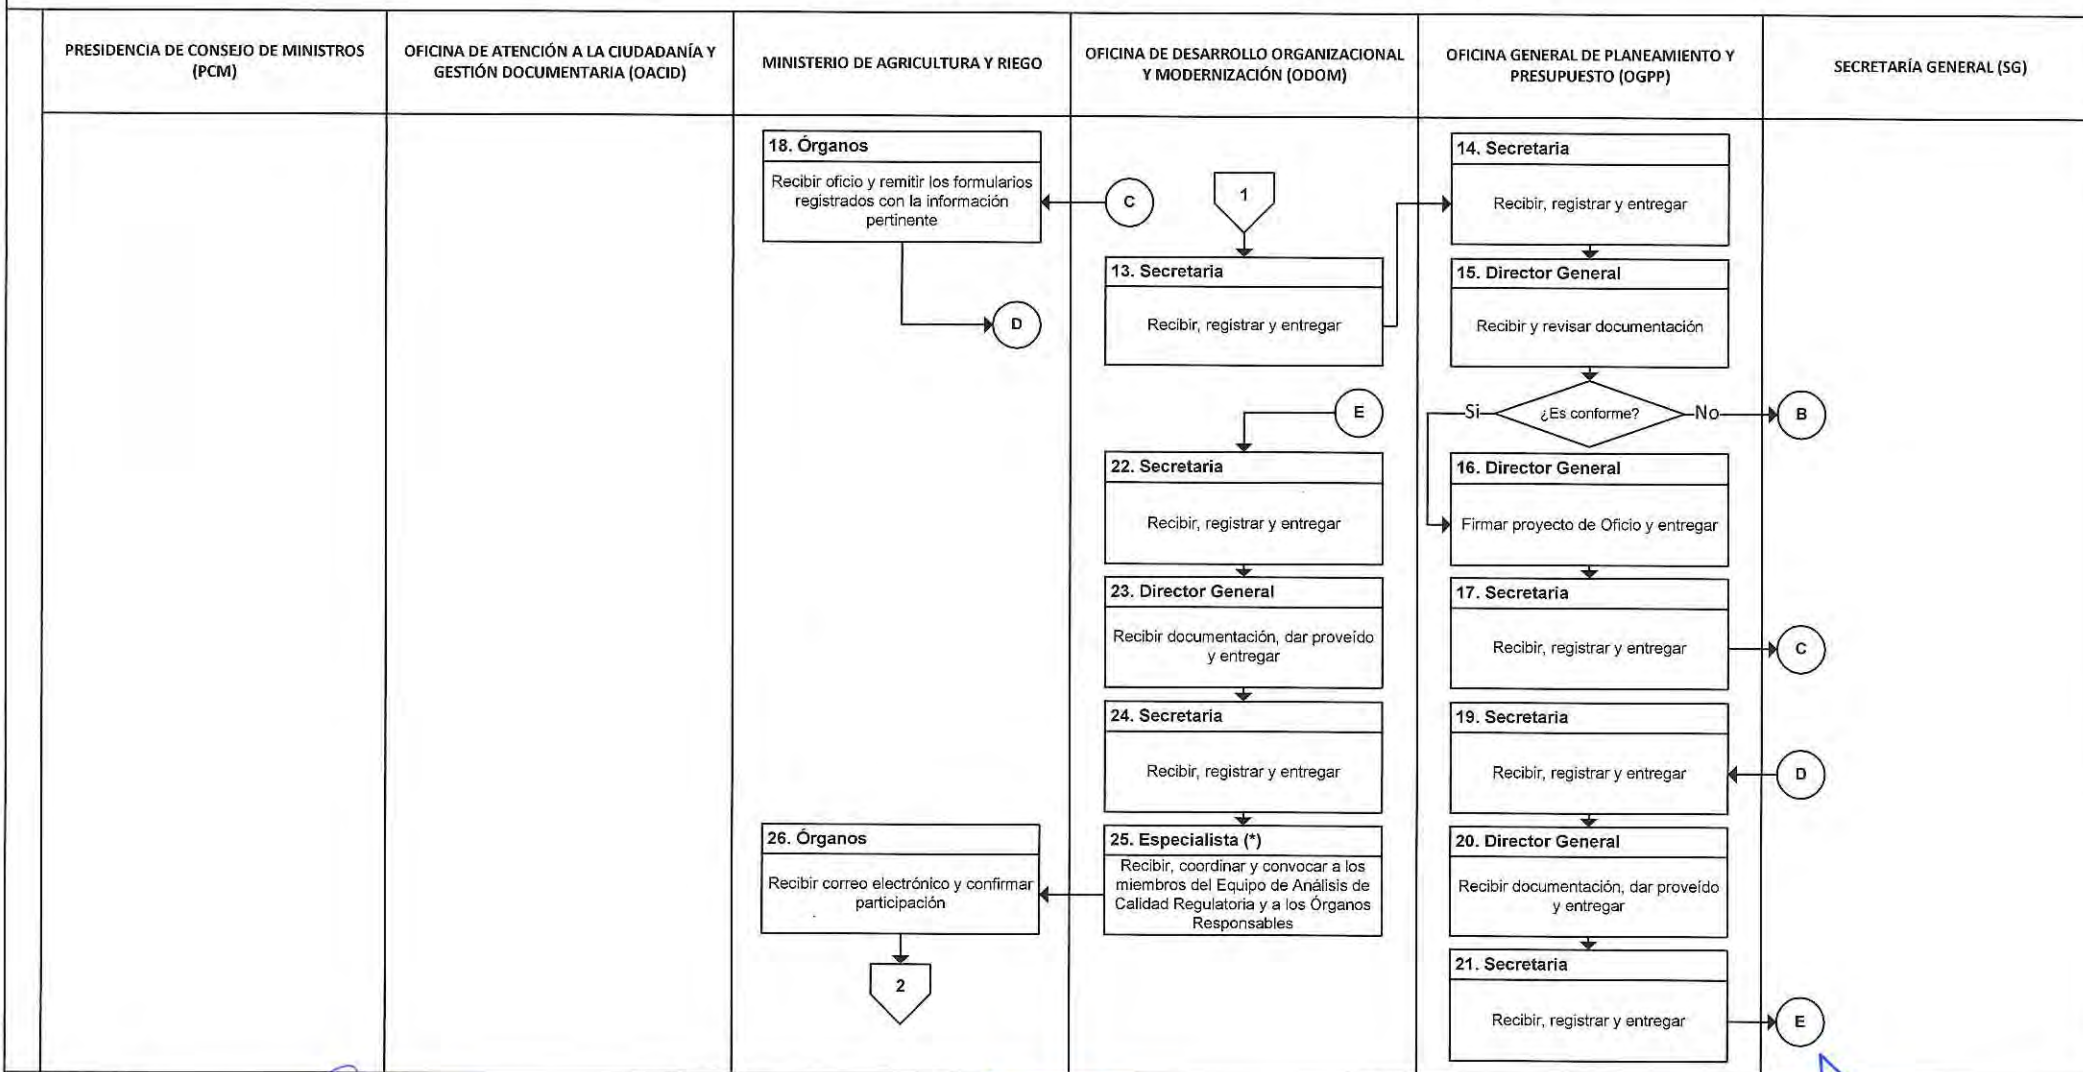 PRESIDENCIA DE CONSEJO DE MINISTROS
(PCM)
OFICINA DE ATENCIÓN A LA CIUDADANÍA Y
GESTIÓN DOCUMENTARIA (OACID)
MINISTERIO DE AGRICULTURA Y RIEGO
OFICINA DE DESARROLLO ORGANIZACIONAL
Y MODERNIZACIÓN (ODOM)
OFICINA GENERAL DE PLANEAMIENTO Y
PRESUPUESTO (OGPP)
SECRETARÍA GENERAL (SG)
18. Órganos
Recibir oficio y remitir los formularios
registrados con la información
pertinente
C
D
1
13. Secretaria
Recibir, registrar y entregar
14. Secretaria
Recibir, registrar y entregar
15. Director General
Recibir y revisar documentación
¿Es conforme?
Si
No
B
16. Director General
Firmar proyecto de Oficio y entregar
17. Secretaria
Recibir, registrar y entregar
C
E
22. Secretaria
Recibir, registrar y entregar
23. Director General
Recibir documentación, dar proveído
y entregar
24. Secretaria
Recibir, registrar y entregar
25. Especialista (*)
Recibir, coordinar y convocar a los
miembros del Equipo de Análisis de
Calidad Regulatoria y a los Órganos
Responsables
26. Órganos
Recibir correo electrónico y confirmar
participación
2
19. Secretaria
Recibir, registrar y entregar
D
20. Director General
Recibir documentación, dar proveído
y entregar
21. Secretaria
Recibir, registrar y entregar
E